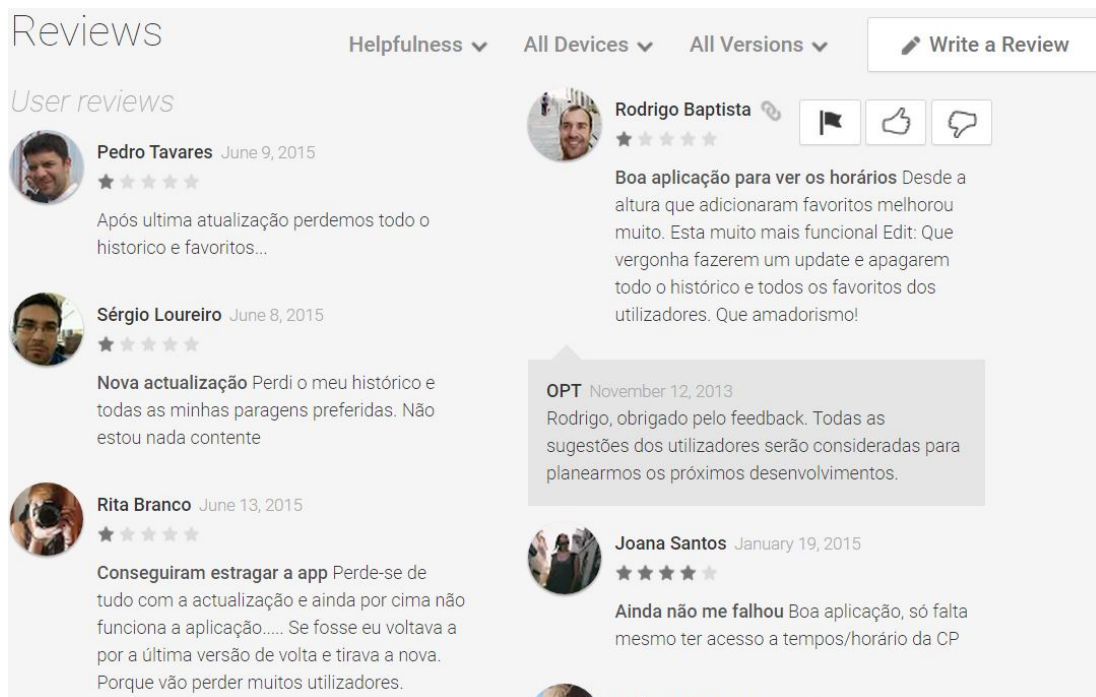 Reviews
Helpfulness
All Devices
All Versions
Write a Review
User reviews
Pedro Tavares June 9, 2015
Após ultima atualização perdemos todo o
historico e favoritos...
Sérgio Loureiro June 8, 2015
Nova actualização Perdi o meu histórico e
todas as minhas paragens preferidas. Não
estou nada contente
Rita Branco June 13, 2015
Conseguiram estragar a app Perde-se de
tudo com a actualização e ainda por cima não
funciona a aplicação..... Se fosse eu voltava a
por a última versão de volta e tirava a nova.
Porque vão perder muitos utilizadores.
Rodrigo Baptista
Boa aplicação para ver os horários Desde a
altura que adicionaram favoritos melhorou
muito. Esta muito mais funcional Edit: Que
vergonha fazerem um update e apagarem
todo o histórico e todos os favoritos dos
utilizadores. Que amadorismo!
OPT November 12, 2013
Rodrigo, obrigado pelo feedback. Todas as
sugestões dos utilizadores serão consideradas para
planearmos os próximos desenvolvimentos.
Joana Santos January 19, 2015
Ainda não me falhou Boa aplicação, só falta
mesmo ter acesso a tempos/horário da CP